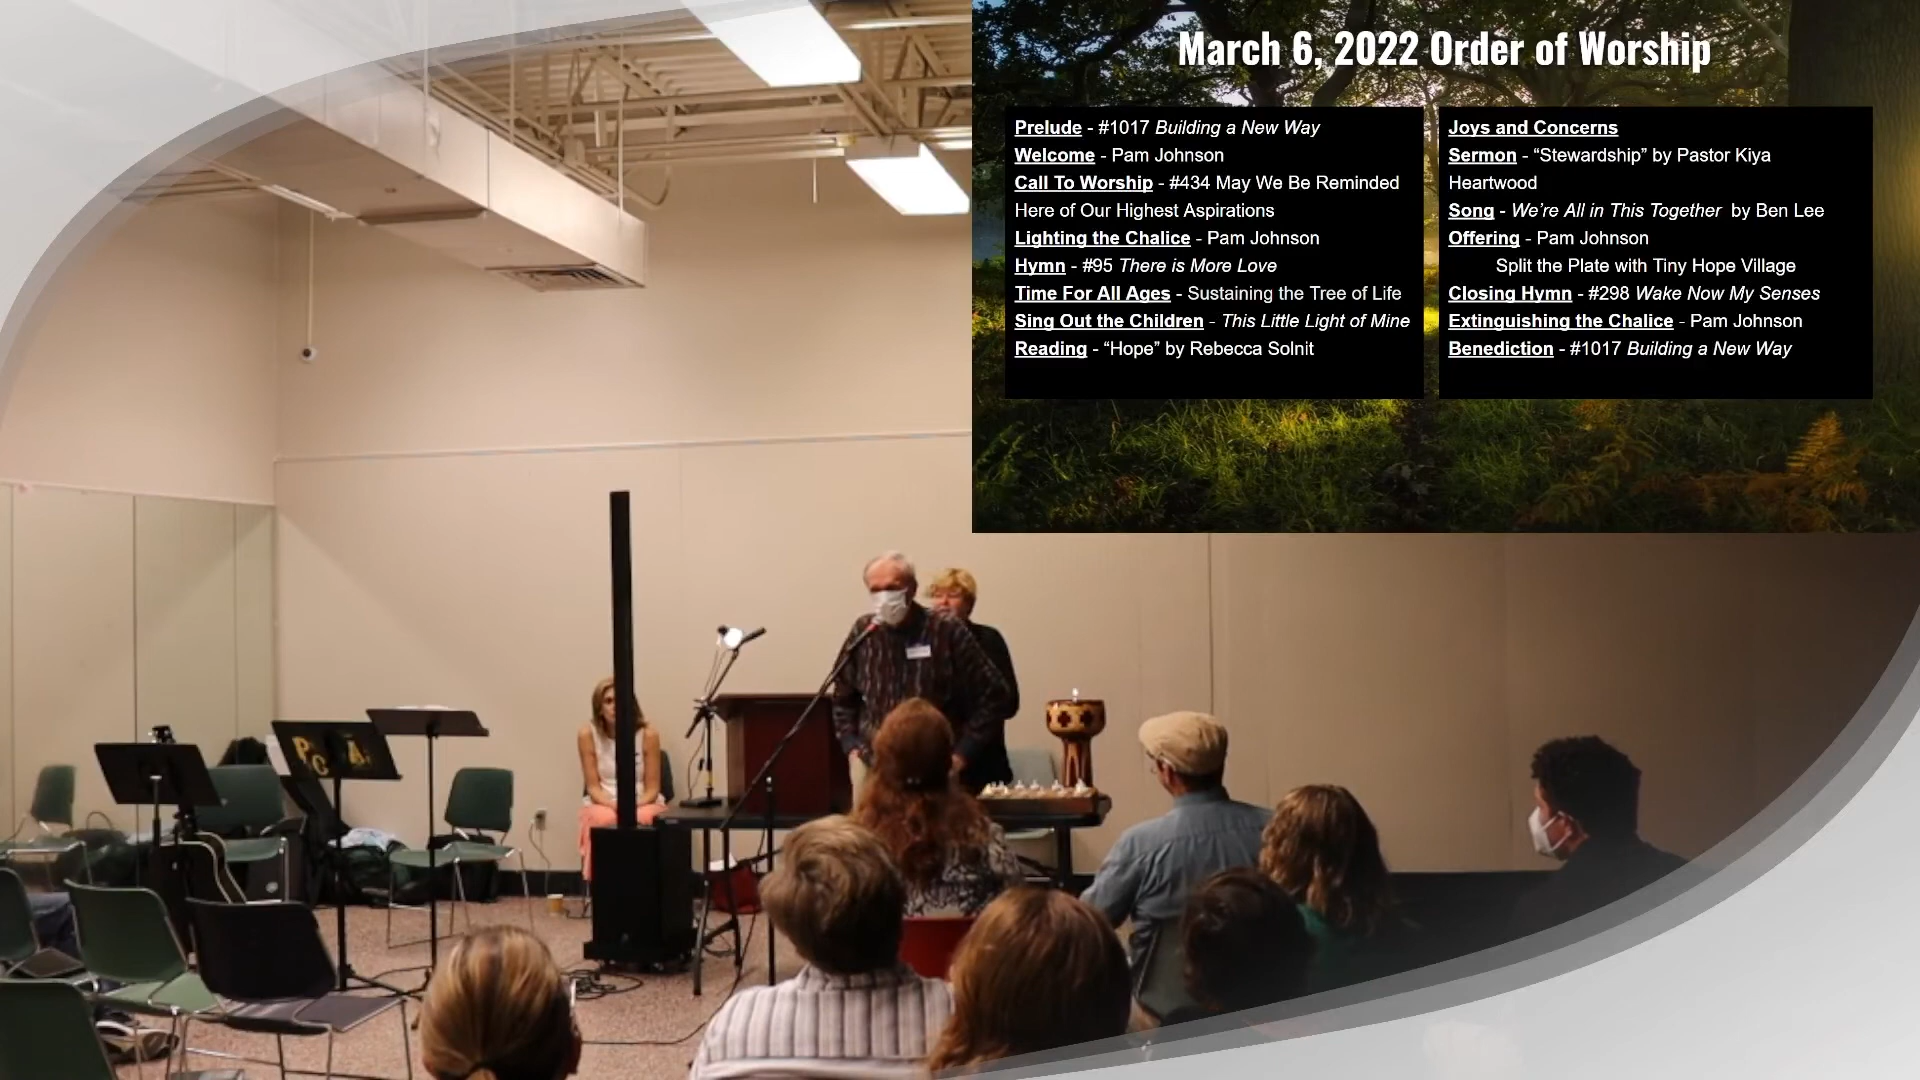 March 6, 2022 Order of Worship
Prelude - #1017 Building a New Way
Welcome - Pam Johnson
Call To Worship - #434 May We Be Reminded
Here of Our Highest Aspirations
Lighting the Chalice - Pam Johnson
Hymn - #95 There is More Love
Time For All Ages - Sustaining the Tree of Life
Sing Out the Children - This Little Light of Mine
Reading - “Hope” by Rebecca Solnit
Joys and Concerns
Sermon - “Stewardship” by Pastor Kiya
Heartwood
Song - We’re All in This Together by Ben Lee
Offering - Pam Johnson
Split the Plate with Tiny Hope Village
Closing Hymn - #298 Wake Now My Senses
Extinguishing the Chalice - Pam Johnson
Benediction - #1017 Building a New Way